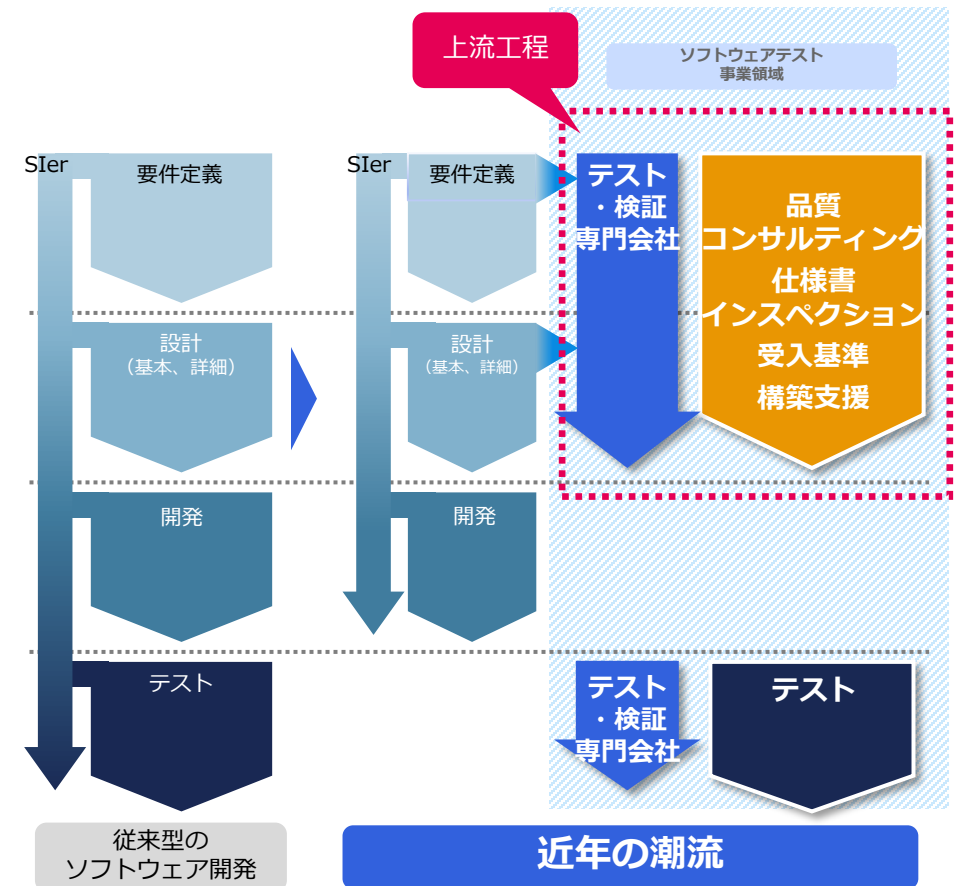 上流工程
ソフトウェアテスト
事業領域
SIer
要件定義
設計
（基本、詳細）
開発
テスト
SIer
要件定義
設計
（基本、詳細）
開発
テスト
・検証
専門会社
品質
コンサルティング
仕様書
インスペクション
受入基準
構築支援
テスト
・検証
専門会社
テスト
従来型の
ソフトウェア開発
近年の潮流